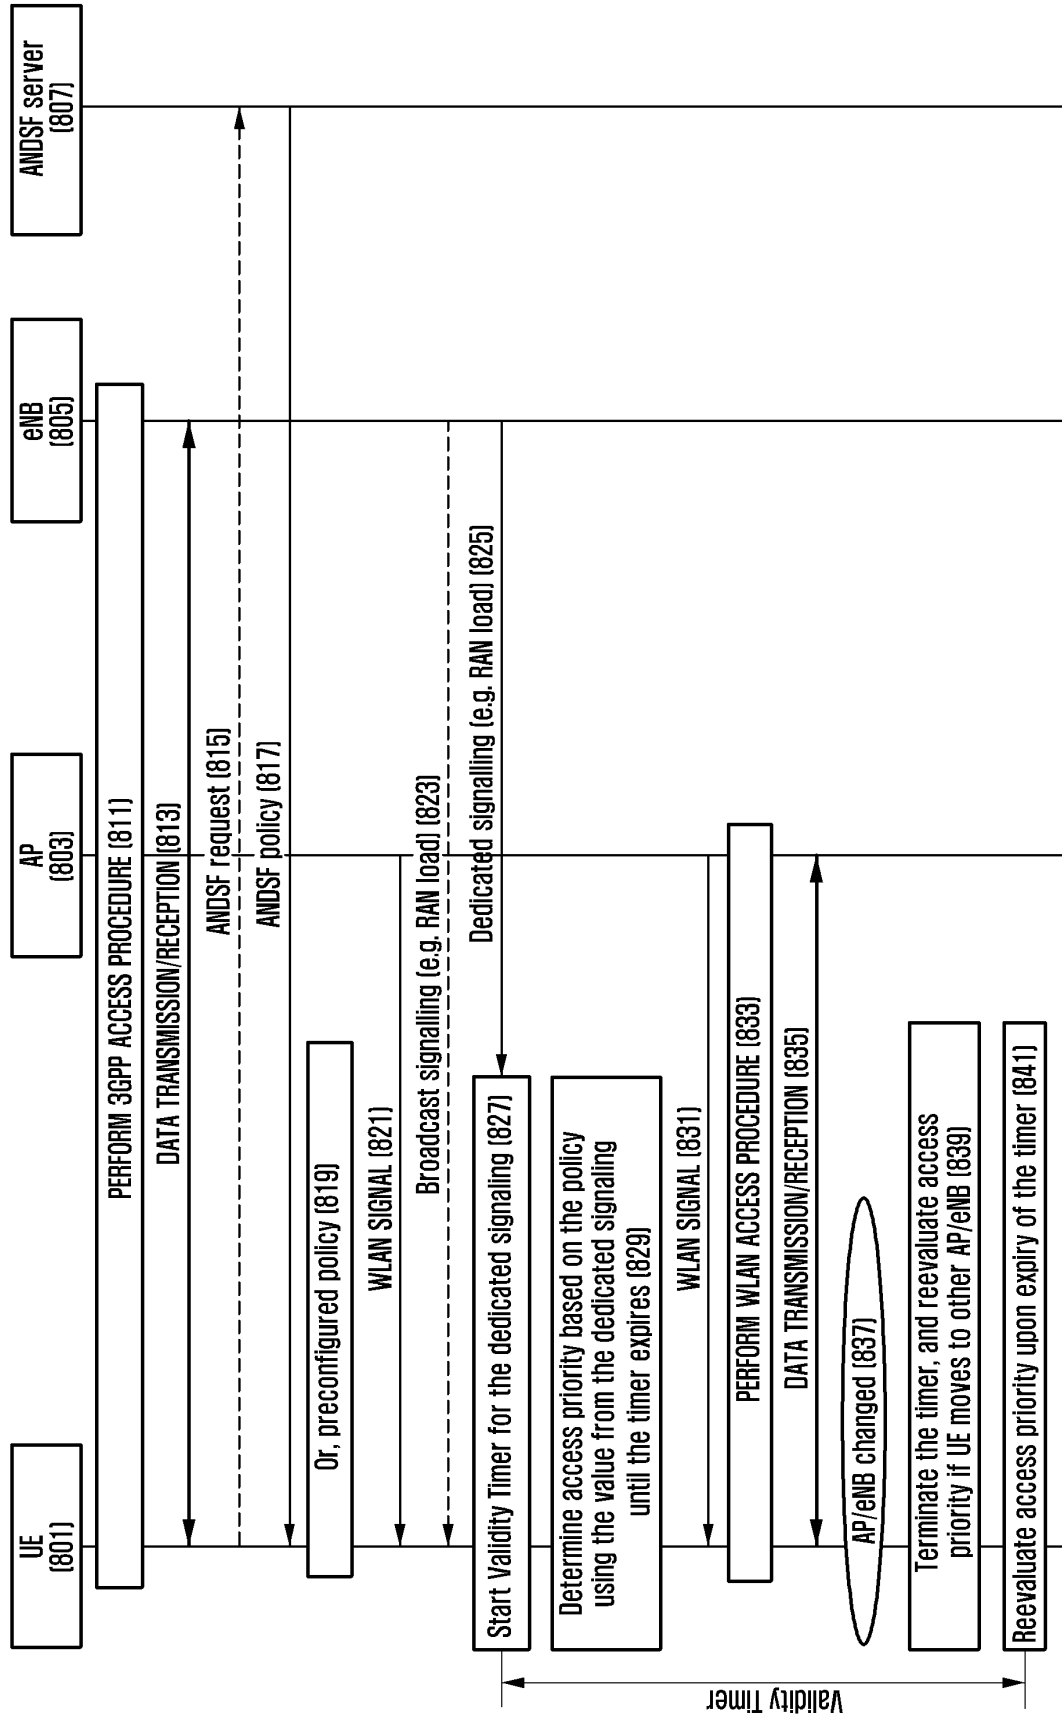 UE
(801)
AP
(803)
eNB
(805)
ANDSF server
(807)
PERFORM 3GPP ACCESS PROCEDURE (811)
DATA TRANSMISSION/RECEPTION (813)
ANDSF request (815)
ANDSF policy (817)
Or, preconfigured policy (819)
WLAN SIGNAL (821)
Broadcast signalling (e.g. RAN load) (823)
Dedicated signalling (e.g. RAN load) (825)
Start Validity Timer for the dedicated signaling (827)
Determine access priority based on the policy
using the value from the dedicated signaling
until the timer expires (829)
WLAN SIGNAL (831)
PERFORM WLAN ACCESS PROCEDURE (833)
DATA TRANSMISSION/RECEPTION (835)
AP/eNB changed (837)
Terminate the timer, and reevaluate access
priority if UE moves to other AP/eNB (839)
Reevaluate access priority upon expiry of the timer (841)
Validity Timer